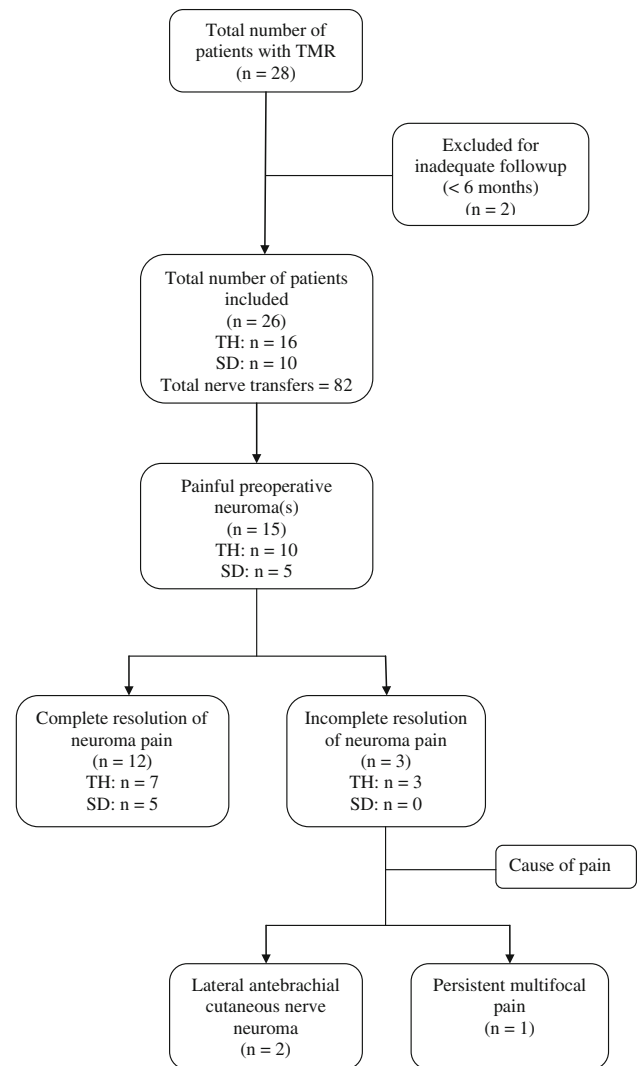 Total number of
patients with TMR
(n = 28)
Excluded for
inadequate followup
(< 6 months)
(n = 2)
Total number of patients
included
(n = 26)
TH: n = 16
SD: n = 10
Total nerve transfers = 82
Painful preoperative
neuroma(s)
(n = 15)
TH: n = 10
SD: n = 5
Complete resolution of
neuroma pain
(n = 12)
TH: n = 7
SD: n = 5
Incomplete resolution
of neuroma pain
(n = 3)
TH: n = 3
SD: n = 0
Cause of pain
Lateral antebrachial
cutaneous nerve
neuroma
(n = 2)
Persistent multifocal
pain
(n = 1)